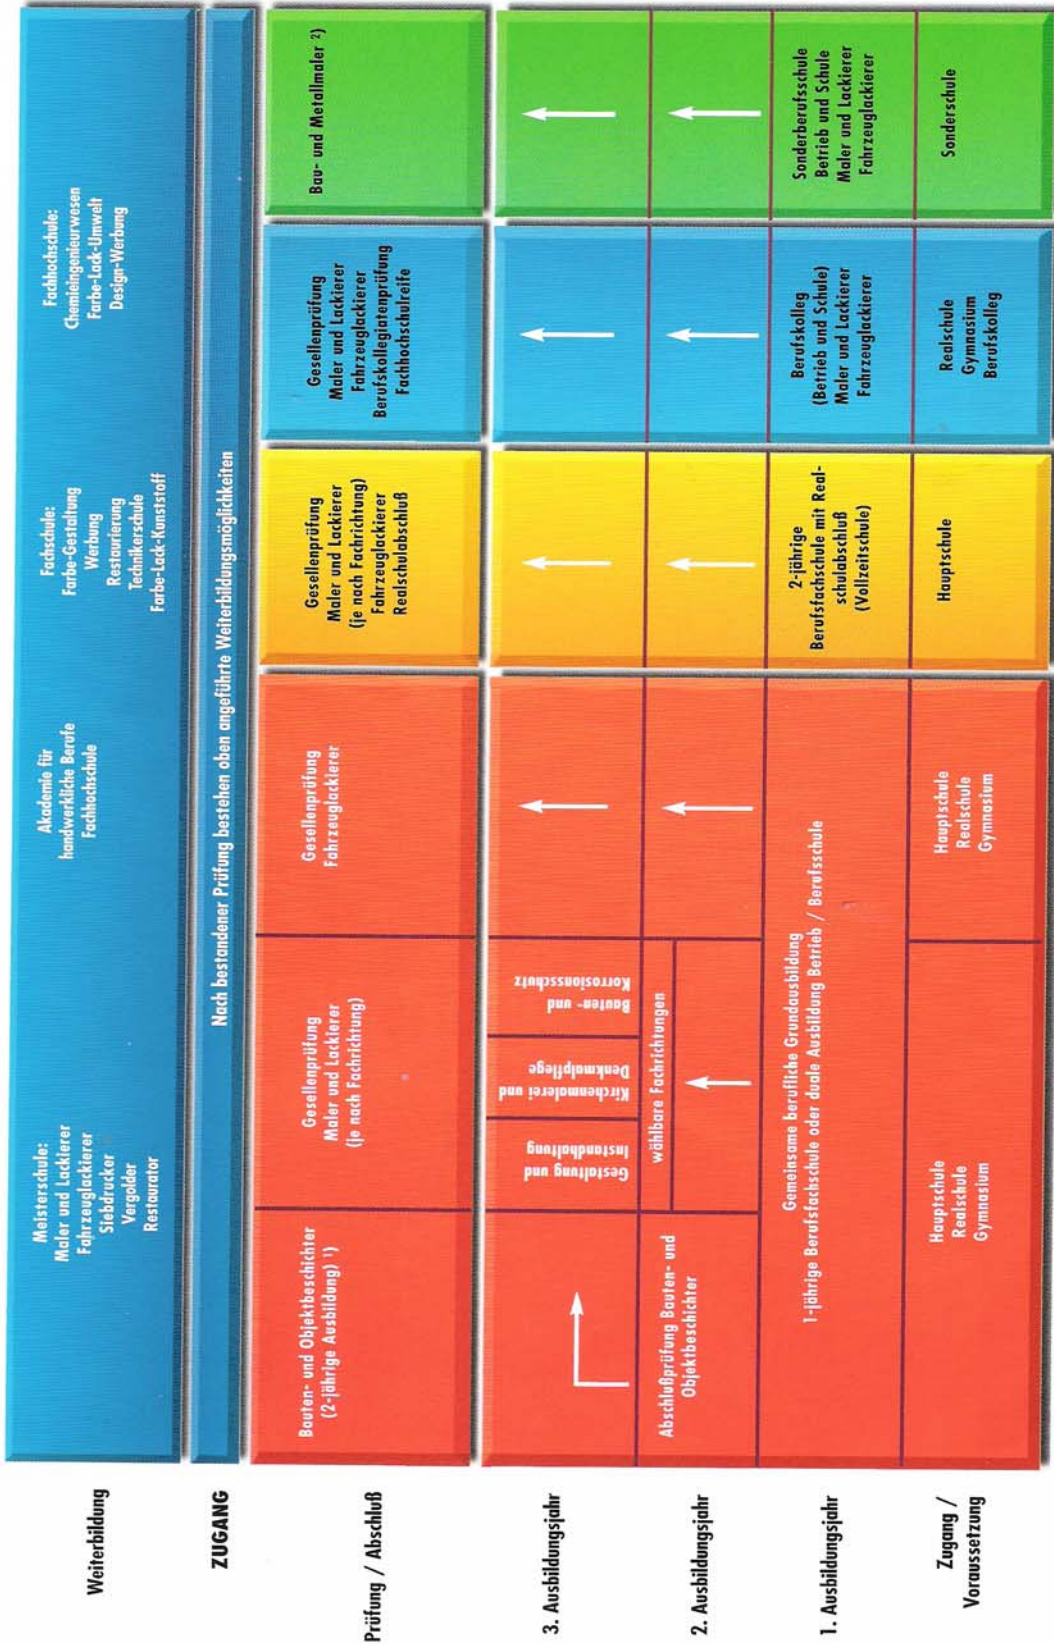 Weiterbildung
Meisterschule:
Maler und Lackierer
Fahrzeuglackierer
Siebdrucker
Vergolder
Restaurator
Akademie für
handwerkliche Berufe
Fachhochschule
Fachschule:
Farbe-Gestaltung
Werbung
Restaurierung
Technikerschule
Farbe-Lack-Kunststoff
Fachhochschule:
Chemieingenieurwesen
Farbe-Lack-Umwelt
Design-Werbung
ZUGANG
Nach bestandener Prüfung bestehen oben angeführte Weiterbildungsmöglichkeiten
Prüfung / Abschluß
Bauten- und Objektbeschichter
(2-jährige Ausbildung) ¹)
Gesellenprüfung
Maler und Lackierer
(je nach Fachrichtung)
Gesellenprüfung
Fahrzeuglackierer
Gesellenprüfung
Maler und Lackierer
(je nach Fachrichtung)
Fahrzeuglackierer
Realschulabschluß
Gesellenprüfung
Maler und Lackierer
Fahrzeuglackierer
Berufskollegiatenprüfung
Fachhochschulreife
Bau- und Metallmaler ²)
3. Ausbildungsjahr
Gestaltung und
Instandhaltung
Kirchenmalerei und
Denkmalpflege
Bauten- und
Korrosionsschutz
2. Ausbildungsjahr
Abschlußprüfung Bauten- und
Objektbeschichter
wählbare Fachrichtungen
1. Ausbildungsjahr
Gemeinsame berufliche Grundausbildung
1-jährige Berufsfachschule oder duale Ausbildung Betrieb / Berufsschule
2-jährige
Berufsfachschule mit Real-
schulabschluß
(Vollzeitschule)
Berufskolleg
(Betrieb und Schule)
Maler und Lackierer
Fahrzeuglackierer
Sonderberufsschule
Betrieb und Schule
Maler und Lackierer
Fahrzeuglackierer
Zugang /
Voraussetzung
Hauptschule
Realschule
Gymnasium
Hauptschule
Realschule
Gymnasium
Hauptschule
Realschule
Gymnasium
Berufskolleg
Sonderschule